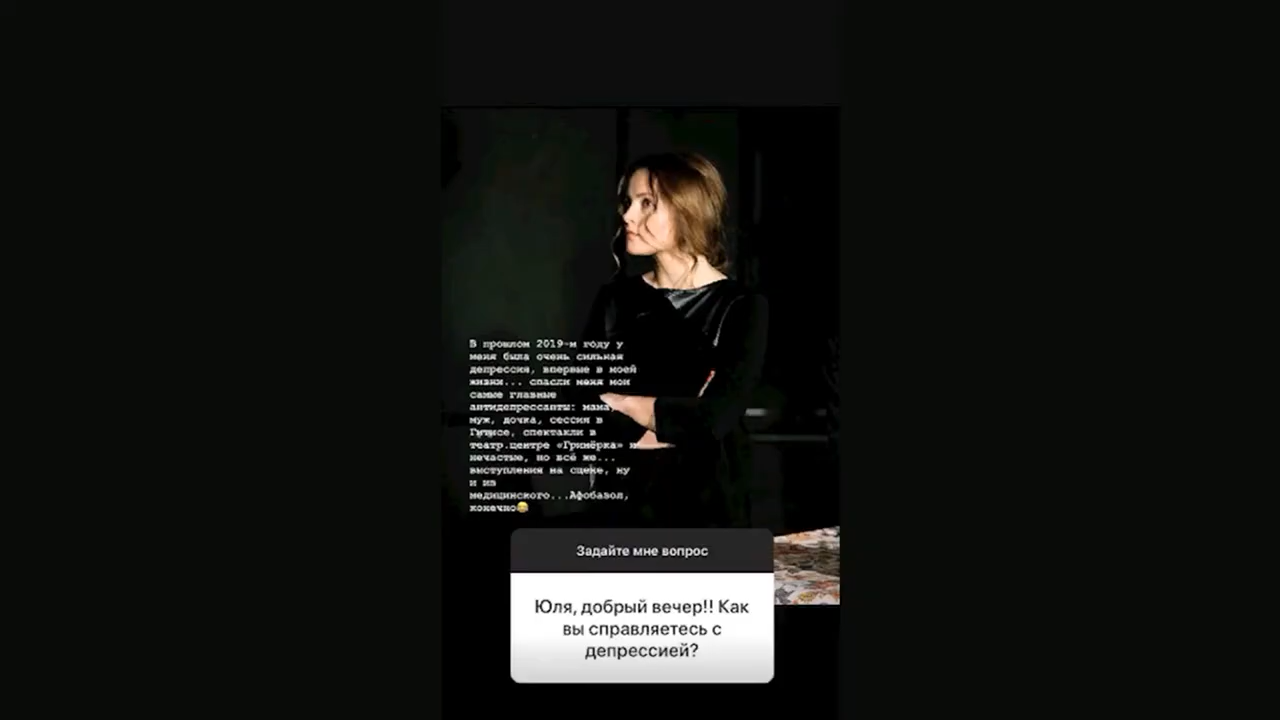 В прошлом 2019-м году у
меня была очень сильная
депрессия, впервые в моей
жизни... спасли меня мои
самые главные
антидепрессанты: мама,
муж, дочка, сессия в
Гитисе, спектакли в
театр.центре «Гримёрка» и
нечастые, но всё же...
выступления на сцене, ну
и из
медицинского...Афобазол,
конечно😂
Задайте мне вопрос
Юля, добрый вечер!! Как
вы справляетесь с
депрессией?